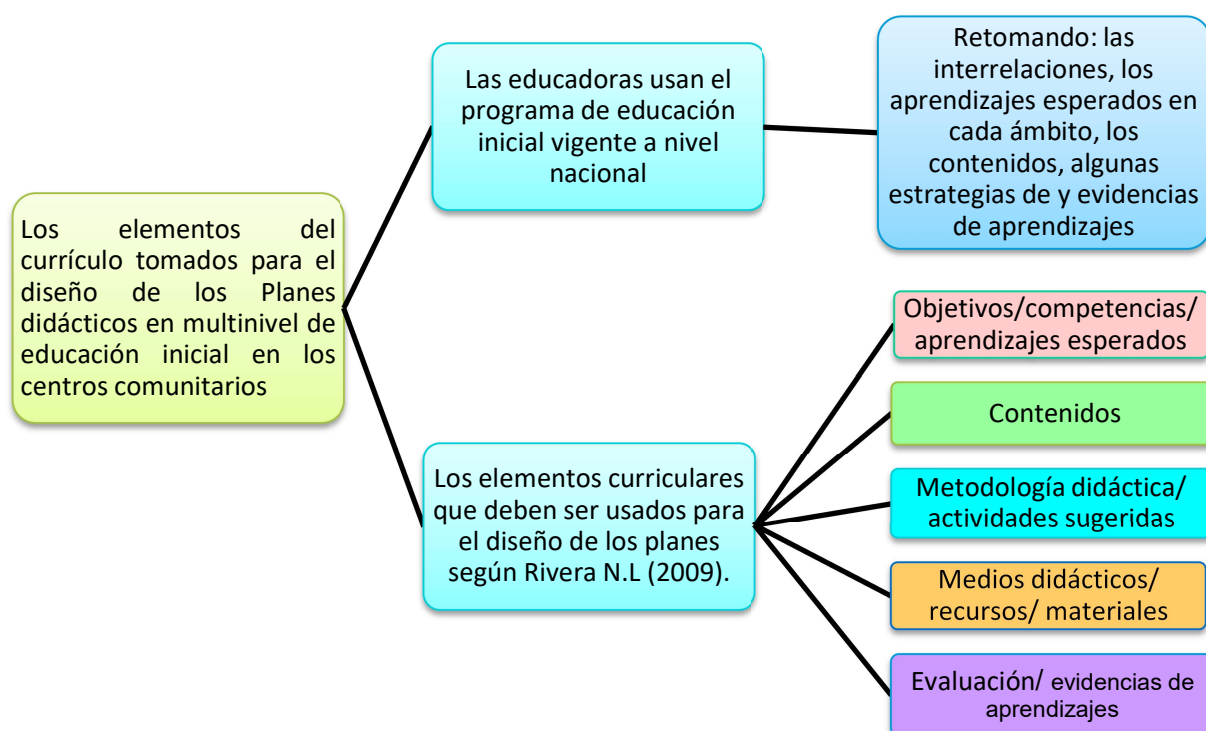 Los elementos del
currículo tomados para el
diseño de los Planes
didácticos en multinivel de
educación inicial en los
centros comunitarios
Las educadoras usan el
programa de educación
inicial vigente a nivel
nacional
Retomando: las
interrelaciones, los
aprendizajes esperados en
cada ámbito, los
contenidos, algunas
estrategias de y evidencias
de aprendizajes
Los elementos curriculares
que deben ser usados para
el diseño de los planes
según Rivera N.L (2009).
Objetivos/competencias/
aprendizajes esperados
Contenidos
Metodología didáctica/
actividades sugeridas
Medios didácticos/
recursos/ materiales
Evaluación/ evidencias de
aprendizajes